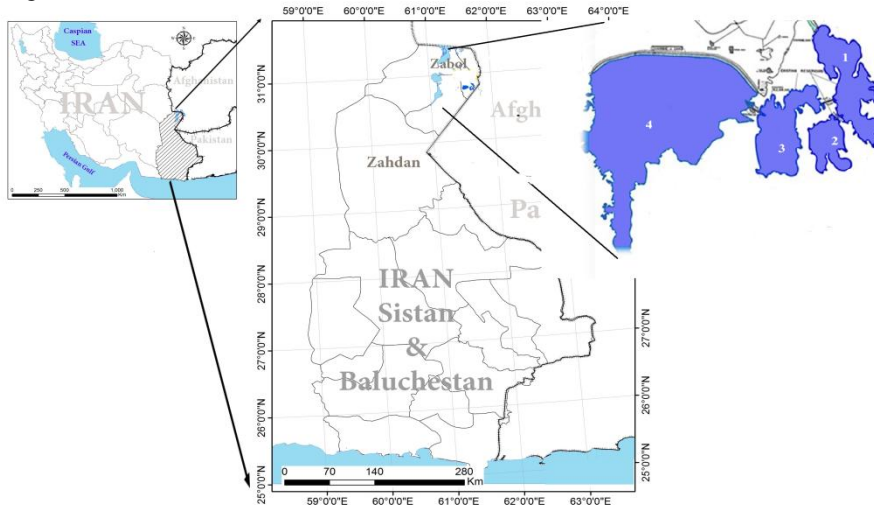 Caspian
SEA
IRAN
Afghanistan
Pakistan
Persian Gulf
0 250 500 1,000
Km
59°0'0"E 60°0'0"E 61°0'0"E 62°0'0"E 63°0'0"E 64°0'0"E
31°0'0"N
30°0'0"N
29°0'0"N
28°0'0"N
27°0'0"N
26°0'0"N
25°0'0"N
Zabol
Afgh
Zahdan
Pa
IRAN
Sistan
&
Baluchestan
27°0'0"N
26°0'0"N
25°0'0"N
0 70 140 280
Km
59°0'0"E 60°0'0"E 61°0'0"E 62°0'0"E 63°0'0"E
1
2
3
4